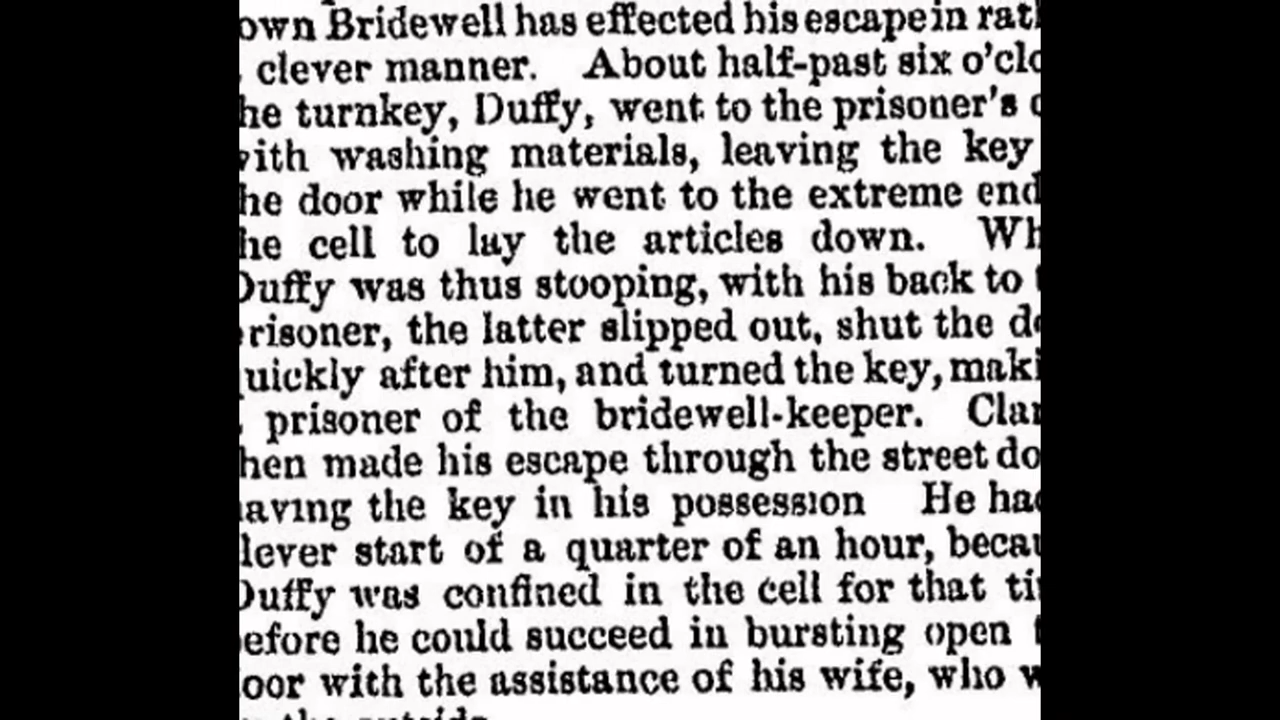 own Bridewell has effected his escape in rat
clever manner. About half-past six o'clo
he turnkey, Duffy, went to the prisoner's c
with washing materials, leaving the key
he door while he went to the extreme end
he cell to lay the articles down. Wh
Duffy was thus stooping, with his back to t
risoner, the latter slipped out, shut the do
uickly after him, and turned the key, maki
prisoner of the bridewell-keeper. Clar
hen made his escape through the street do
aving the key in his possession He had
lever start of a quarter of an hour, becau
Duffy was confined in the cell for that ti
efore he could succeed in bursting open t
oor with the assistance of his wife, who w
the outside